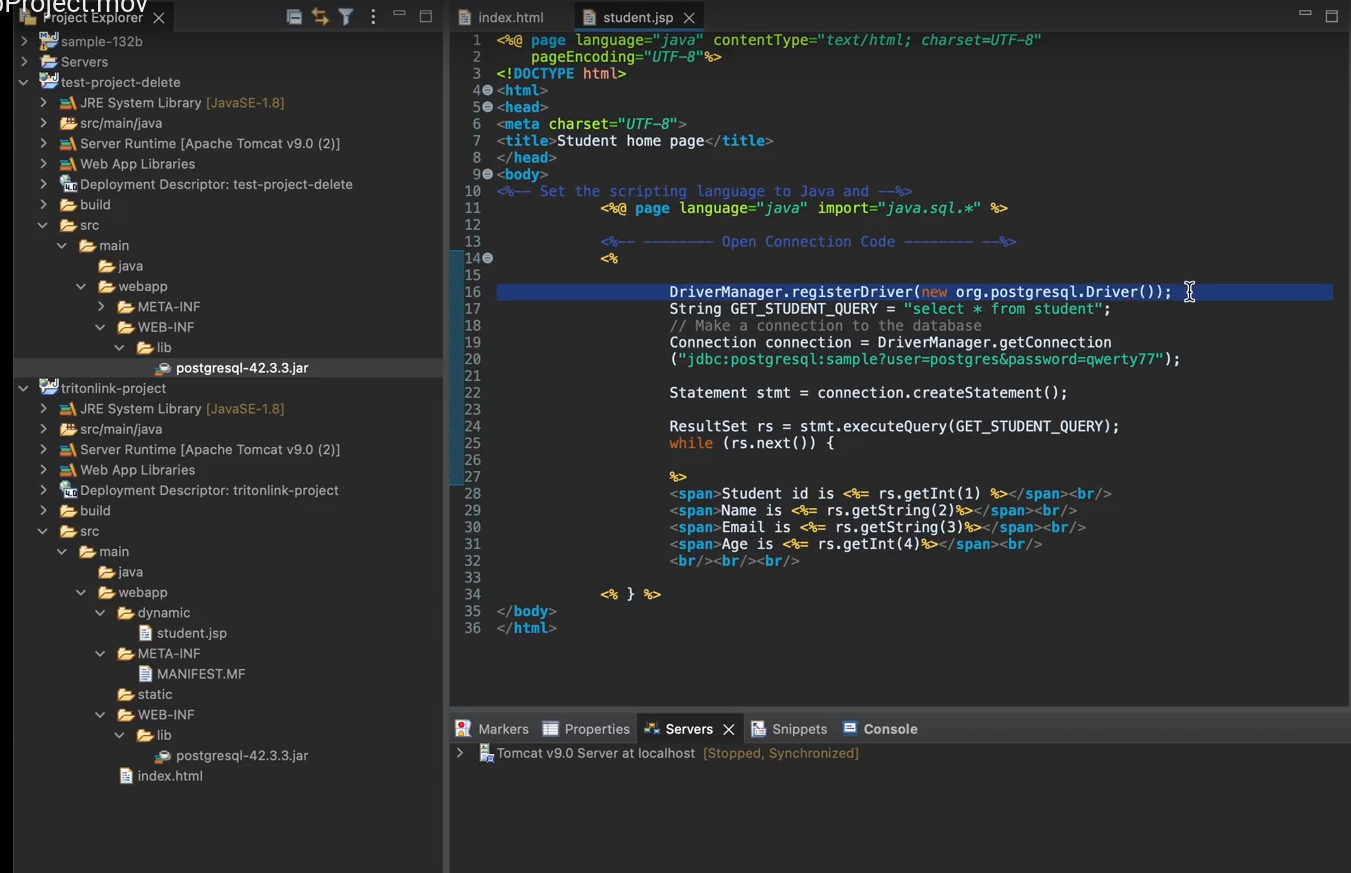 oProject.mov
Project Explorer
sample-132b
Servers
test-project-delete
JRE System Library [JavaSE-1.8]
src/main/java
Server Runtime [Apache Tomcat v9.0 (2)]
Web App Libraries
Deployment Descriptor: test-project-delete
build
src
main
java
webapp
META-INF
WEB-INF
lib
postgresql-42.3.3.jar
tritonlink-project
JRE System Library [JavaSE-1.8]
src/main/java
Server Runtime [Apache Tomcat v9.0 (2)]
Web App Libraries
Deployment Descriptor: tritonlink-project
build
src
main
java
webapp
dynamic
student.jsp
META-INF
MANIFEST.MF
static
WEB-INF
lib
postgresql-42.3.3.jar
index.html
index.html student.jsp
1 <%@ page language="java" contentType="text/html; charset=UTF-8"
2 pageEncoding="UTF-8"%>
3 <!DOCTYPE html>
4 <html>
5 <head>
6 <meta charset="UTF-8">
7 <title>Student home page</title>
8 </head>
9 <body>
10 <%-- Set the scripting language to Java and --%>
11 <%@ page language="java" import="java.sql.*" %>
12
13 <%-- -------- Open Connection Code -------- --%>
14 <%
15
16 DriverManager.registerDriver(new org.postgresql.Driver());
17 String GET_STUDENT_QUERY = "select * from student";
18 // Make a connection to the database
19 Connection connection = DriverManager.getConnection
20 ("jdbc:postgresql:sample?user=postgres&password=qwerty77");
21
22 Statement stmt = connection.createStatement();
23
24 ResultSet rs = stmt.executeQuery(GET_STUDENT_QUERY);
25 while (rs.next()) {
26
27 %>
28 <span>Student id is <%= rs.getInt(1) %></span><br/>
29 <span>Name is <%= rs.getString(2)%></span><br/>
30 <span>Email is <%= rs.getString(3)%></span><br/>
31 <span>Age is <%= rs.getInt(4)%></span><br/>
32 <br/><br/><br/>
33
34 <% } %>
35 </body>
36 </html>
Markers Properties Servers Snippets Console
Tomcat v9.0 Server at localhost [Stopped, Synchronized]